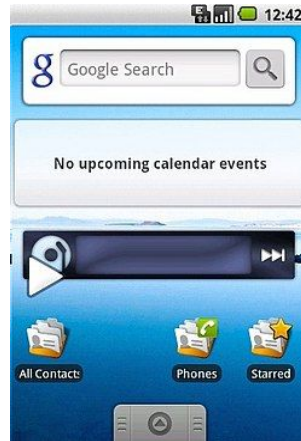 12:42
g Google Search
No upcoming calendar events
All Contacts
Phones
Starred